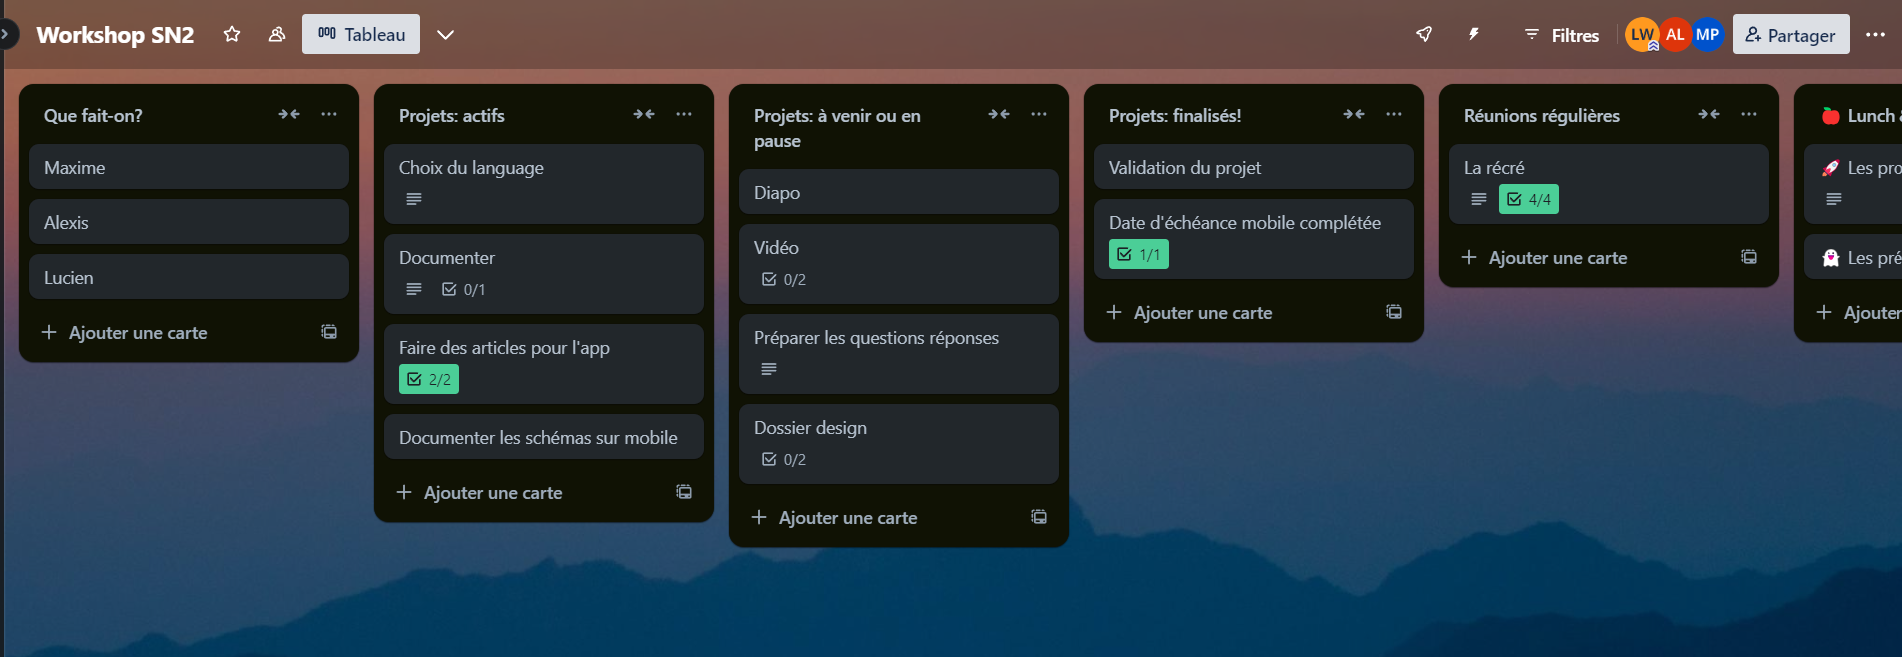 Workshop SN2
Tableau
Filtres
LW
AL
MP
Partager
Que fait-on?
Maxime
Alexis
Lucien
Ajouter une carte
Projets: actifs
Choix du language
Documenter
0/1
Faire des articles pour l'app
2/2
Documenter les schémas sur mobile
Ajouter une carte
Projets: à venir ou en
pause
Diapo
Vidéo
0/2
Préparer les questions réponses
Dossier design
0/2
Ajouter une carte
Projets: finalisés!
Validation du projet
Date d'échéance mobile complétée
1/1
Ajouter une carte
Réunions régulières
La récré
4/4
Ajouter une carte
Lunch
Les pro
Les pré
Ajouter